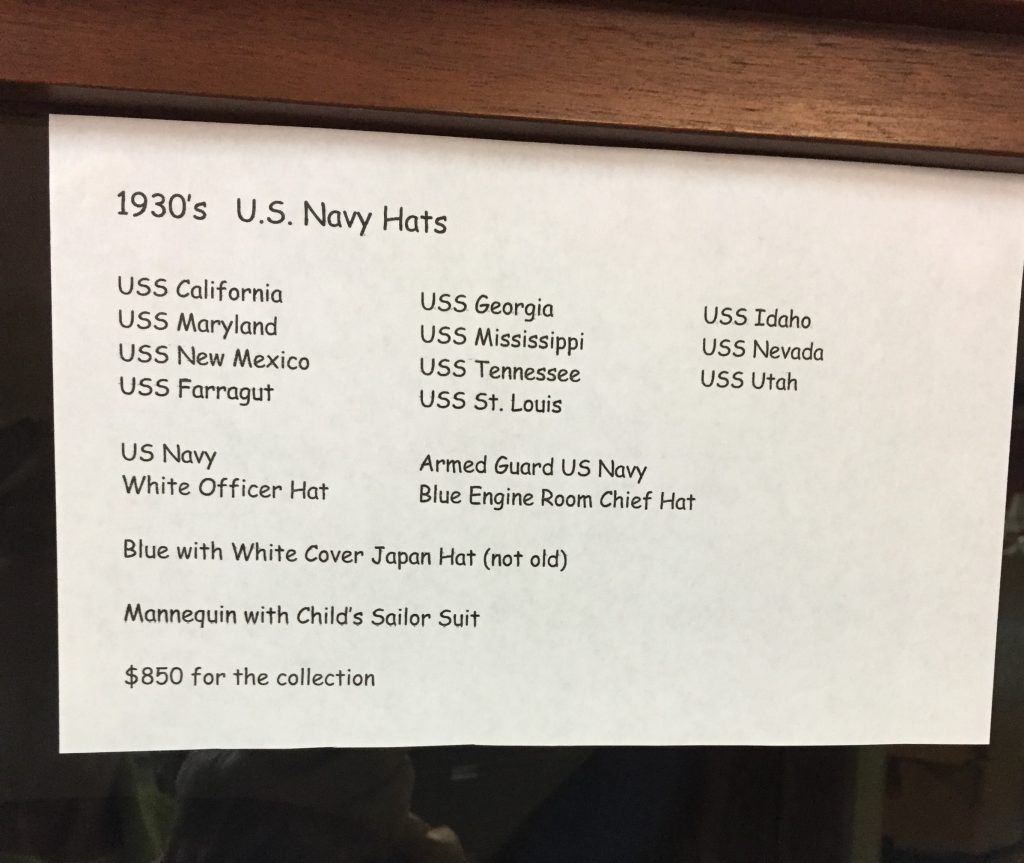 1930's U.S. Navy Hats
USS California
USS Maryland
USS New Mexico
USS Farragut
USS Georgia
USS Mississippi
USS Tennessee
USS St. Louis
USS Idaho
USS Nevada
USS Utah
US Navy
White Officer Hat
Armed Guard US Navy
Blue Engine Room Chief Hat
Blue with White Cover Japan Hat (not old)
Mannequin with Child's Sailor Suit
$850 for the collection